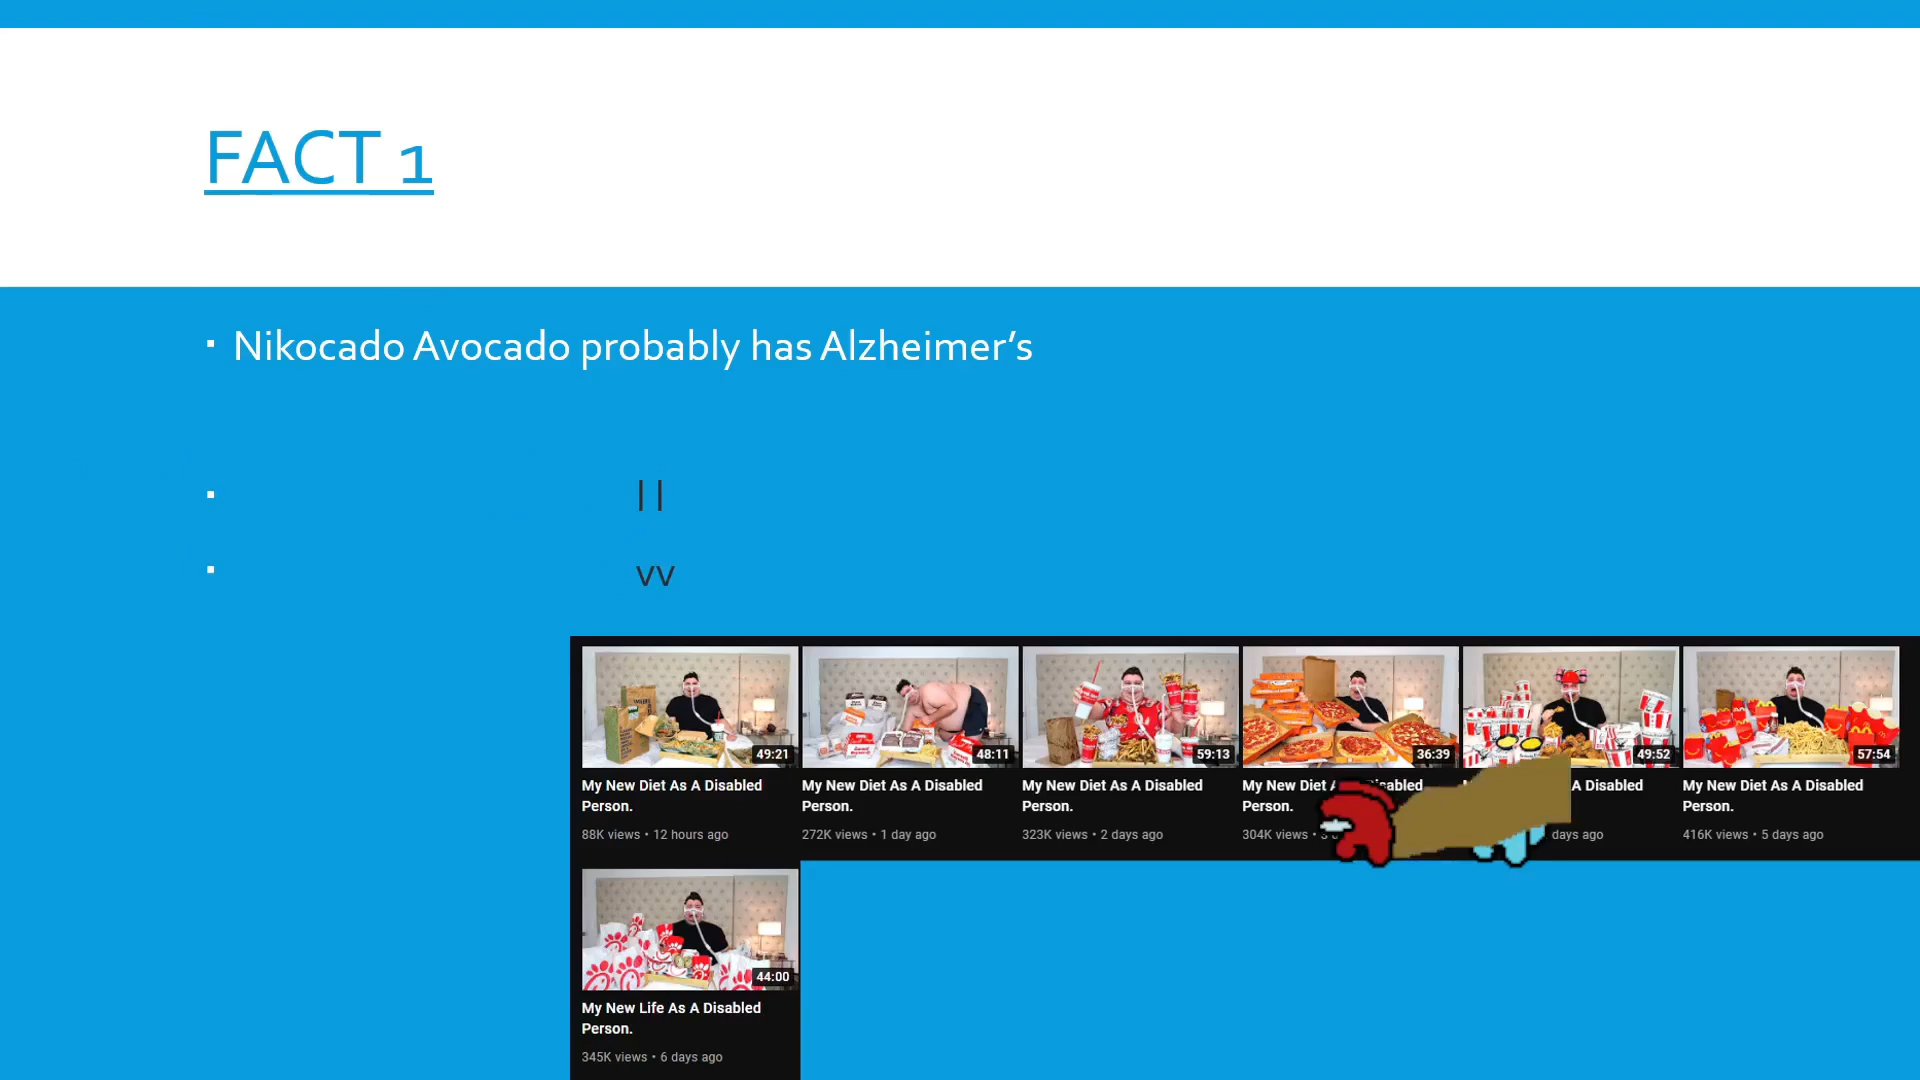 FACT 1
▪ Nikocado Avocado probably has Alzheimer’s
▪ | |
▪ vv
49:21
48:11
59:13
36:39
49:52
57:54
My New Diet As A Disabled
Person.
88K views • 12 hours ago
My New Diet As A Disabled
Person.
272K views • 1 day ago
My New Diet As A Disabled
Person.
323K views • 2 days ago
My New Diet Disabled
Person.
304K views •
A Disabled
days ago
My New Diet As A Disabled
Person.
416K views • 5 days ago
44:00
My New Life As A Disabled
Person.
345K views • 6 days ago